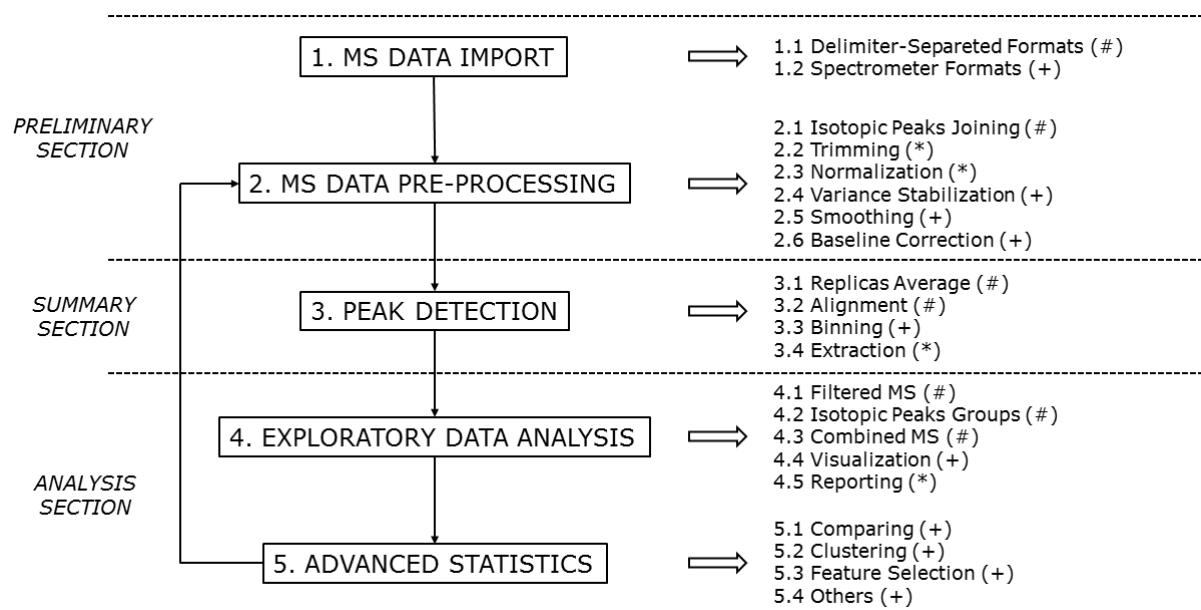 1. MS DATA IMPORT
1.1 Delimiter-Separeted Formats (#)
1.2 Spectrometer Formats (+)
PRELIMINARY
SECTION
2. MS DATA PRE-PROCESSING
2.1 Isotopic Peaks Joining (#)
2.2 Trimming (*)
2.3 Normalization (*)
2.4 Variance Stabilization (+)
2.5 Smoothing (+)
2.6 Baseline Correction (+)
SUMMARY
SECTION
3. PEAK DETECTION
3.1 Replicas Average (#)
3.2 Alignment (#)
3.3 Binning (+)
3.4 Extraction (*)
4. EXPLORATORY DATA ANALYSIS
4.1 Filtered MS (#)
4.2 Isotopic Peaks Groups (#)
4.3 Combined MS (#)
4.4 Visualization (+)
4.5 Reporting (*)
ANALYSIS
SECTION
5. ADVANCED STATISTICS
5.1 Comparing (+)
5.2 Clustering (+)
5.3 Feature Selection (+)
5.4 Others (+)